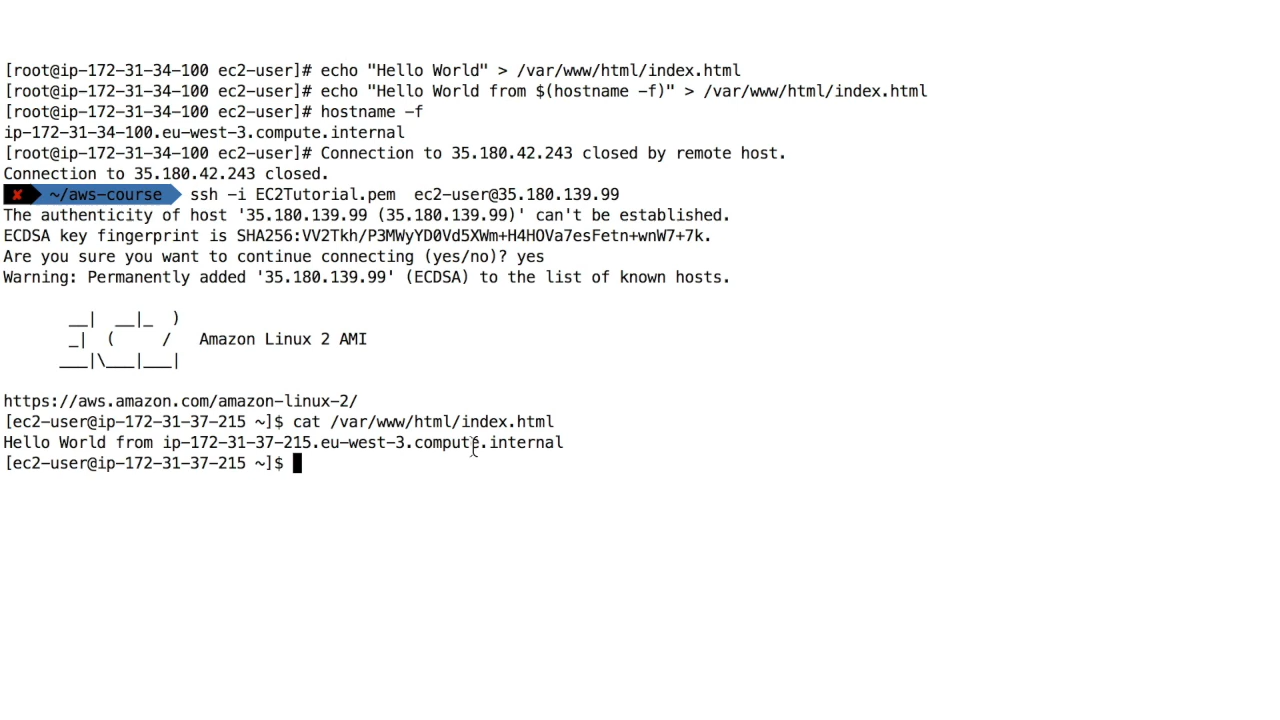 [root@ip-172-31-34-100 ec2-user]# echo "Hello World" > /var/www/html/index.html
[root@ip-172-31-34-100 ec2-user]# echo "Hello World from $(hostname -f)" > /var/www/html/index.html
[root@ip-172-31-34-100 ec2-user]# hostname -f
ip-172-31-34-100.eu-west-3.compute.internal
[root@ip-172-31-34-100 ec2-user]# Connection to 35.180.42.243 closed by remote host.
Connection to 35.180.42.243 closed.
✘ ~/aws-course ssh -i EC2Tutorial.pem  ec2-user@35.180.139.99
The authenticity of host '35.180.139.99 (35.180.139.99)' can't be established.
ECDSA key fingerprint is SHA256:VV2Tkh/P3MWyYD0Vd5XWm+H4HOVa7esFetn+wnW7+7k.
Are you sure you want to continue connecting (yes/no)? yes
Warning: Permanently added '35.180.139.99' (ECDSA) to the list of known hosts.
       __|  __|_  )
       _|  (     /   Amazon Linux 2 AMI
      ___|\___|___|
https://aws.amazon.com/amazon-linux-2/
[ec2-user@ip-172-31-37-215 ~]$ cat /var/www/html/index.html
Hello World from ip-172-31-37-215.eu-west-3.compute.internal
[ec2-user@ip-172-31-37-215 ~]$